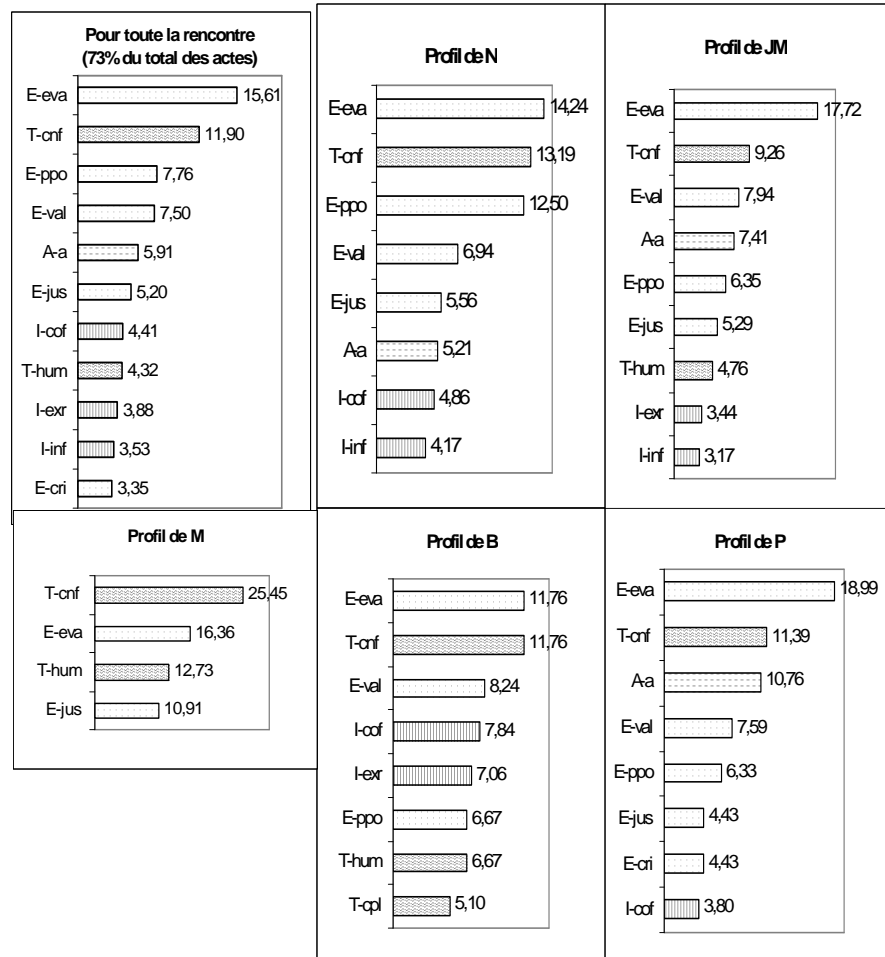 Pour toute la rencontre
(73% du total des actes)
E-eva 15,61
T-cnf 11,90
E-ppo 7,76
E-val 7,50
A-a 5,91
E-jus 5,20
I-cof 4,41
T-hum 4,32
I-exr 3,88
I-inf 3,53
E-cri 3,35
Profil de N
E-eva 14,24
T-cnf 13,19
E-ppo 12,50
E-val 6,94
E-jus 5,56
A-a 5,21
I-cof 4,86
I-inf 4,17
Profil de JM
E-eva 17,72
T-cnf 9,26
E-val 7,94
A-a 7,41
E-ppo 6,35
E-jus 5,29
T-hum 4,76
I-exr 3,44
I-inf 3,17
Profil de M
T-cnf 25,45
E-eva 16,36
T-hum 12,73
E-jus 10,91
Profil de B
E-eva 11,76
T-cnf 11,76
E-val 8,24
I-cof 7,84
I-exr 7,06
E-ppo 6,67
T-hum 6,67
T-cpl 5,10
Profil de P
E-eva 18,99
T-cnf 11,39
A-a 10,76
E-val 7,59
E-ppo 6,33
E-jus 4,43
E-cri 4,43
I-cof 3,80